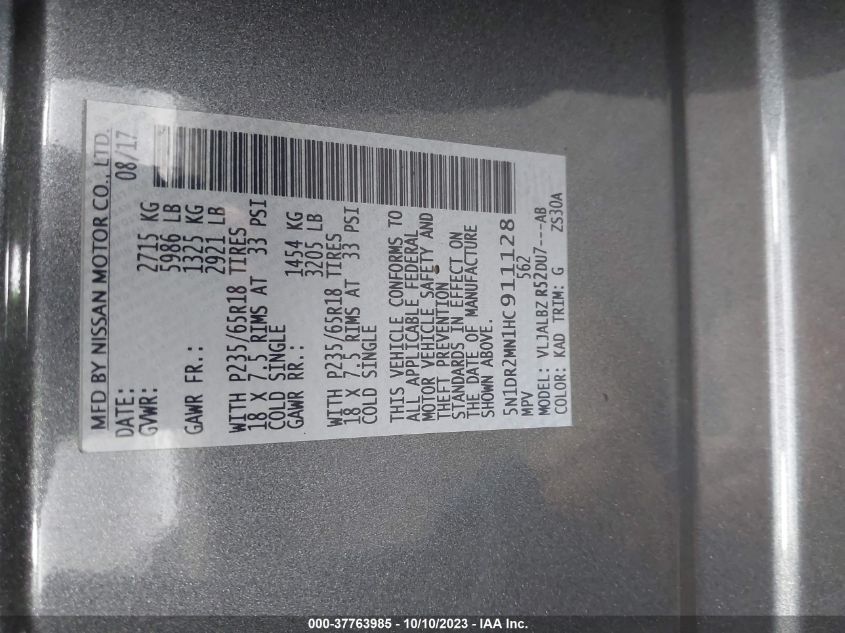 MFD BY NISSAN MOTOR CO., LTD.
DATE: 08/17
GVWR: 2715 KG
5986 LB
GAWR FR.: 1325 KG
2921 LB
WITH P235/65R18 TIRES
18 X 7.5 RIMS AT 33 PSI
COLD SINGLE
GAWR RR.: 1454 KG
3205 LB
WITH P235/65R18 TIRES
18 X 7.5 RIMS AT 33 PSI
COLD SINGLE
THIS VEHICLE CONFORMS TO
ALL APPLICABLE FEDERAL
MOTOR VEHICLE SAFETY AND
THEFT PREVENTION
STANDARDS IN EFFECT ON
THE DATE OF MANUFACTURE
SHOWN ABOVE.
5N1DR2MN1HC911128
MPV 562
MODEL: VLJALBZ R52DU7---AB
COLOR: KAD TRIM: G ZS30A
000-37763985 - 10/10/2023 - IAA Inc.